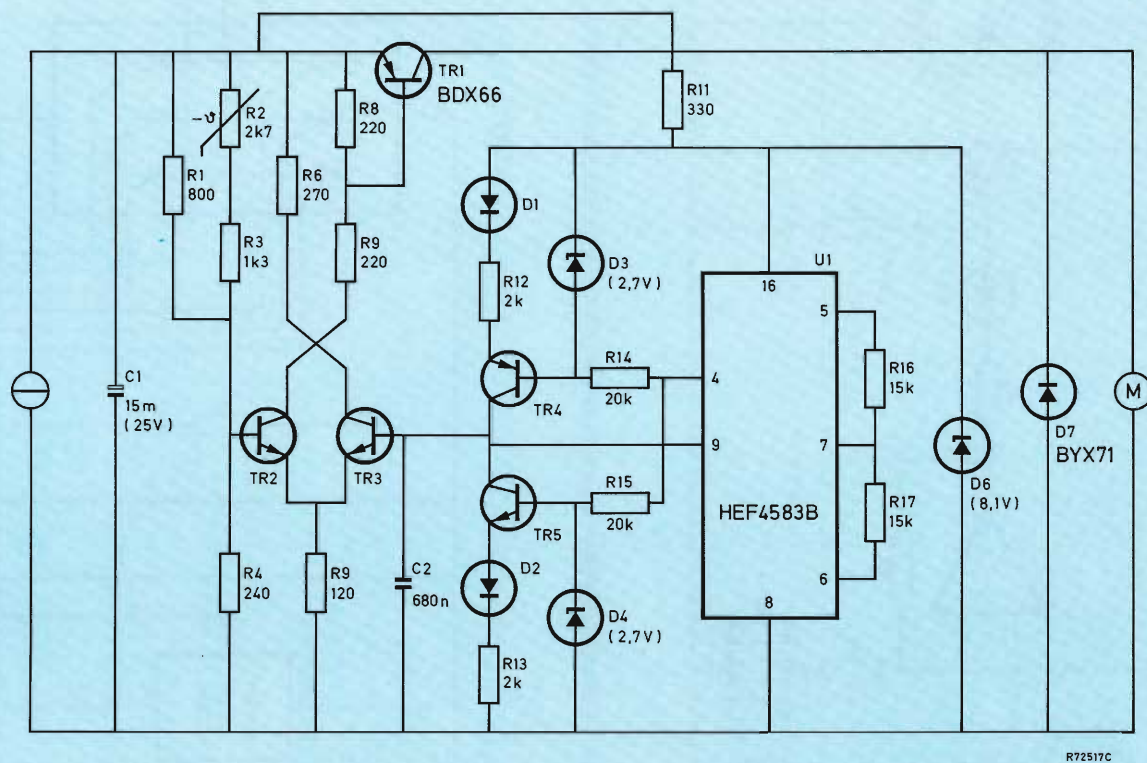 TR1
BDX66
R11
330
R2
2k7
R8
220
R1
800
R6
270
D1
R3
1k3
R9
220
D3
(2,7V)
U1
R12
2k
16
5
R14
20k
4
R16
15k
C1
15m
(25V)
TR4
M
TR2
TR3
9
7
D7
BYX71
D6
(8,1V)
R15
20k
HEF4583B
R17
15k
TR5
R4
240
R9
120
C2
680n
D2
D4
(2,7V)
6
8
R13
2k
R72517C